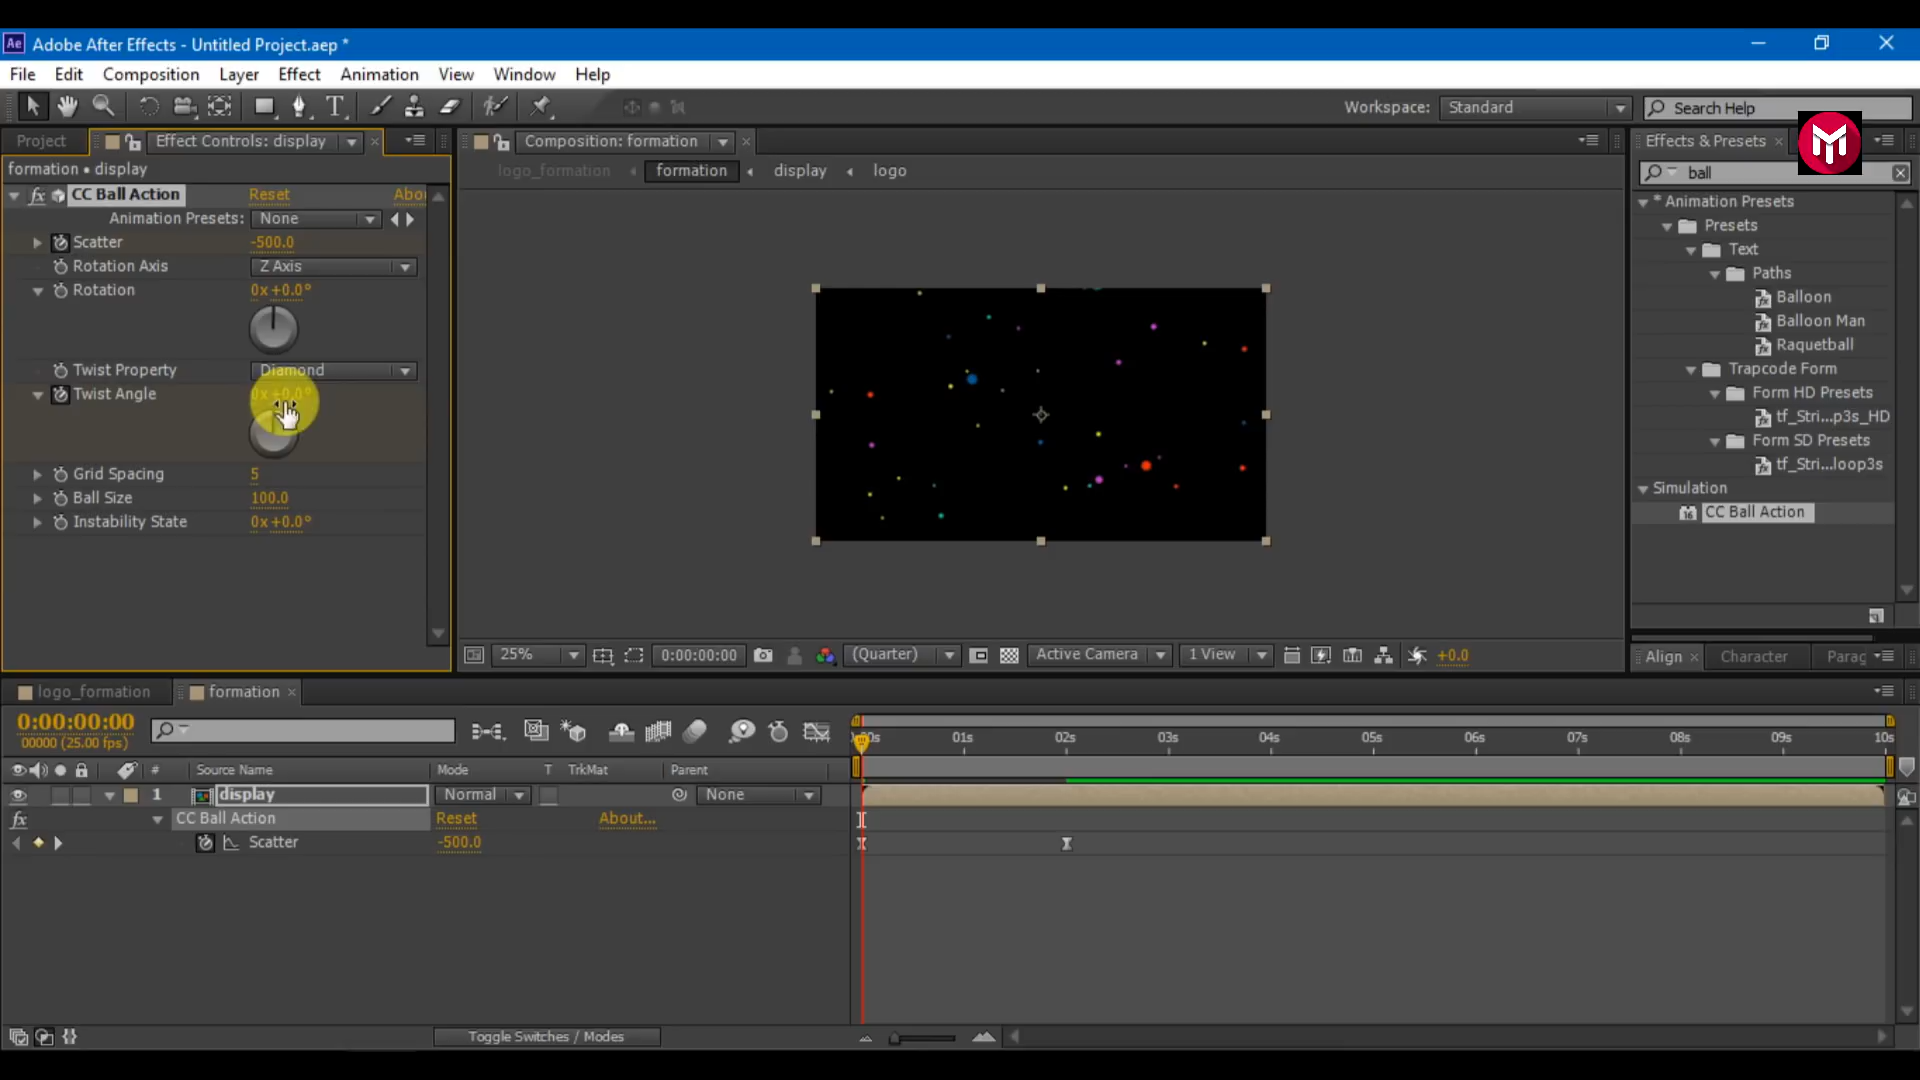 Ae Adobe After Effects - Untitled Project.aep *
File Edit Composition Layer Effect Animation View Window Help
Workspace: Standard Search Help
Project Effect Controls: display
Composition: formation
Effects & Presets
formation • display
logo_formation formation display logo
ball
fx CC Ball Action Reset Abou
Animation Presets: None
Scatter -500.0
Rotation Axis Z Axis
Rotation 0x +0.0°
Twist Property Diamond
Twist Angle 0x +0.0°
Grid Spacing 5
Ball Size 100.0
Instability State 0x +0.0°
* Animation Presets
Presets
Text
Paths
Balloon
Balloon Man
Raquetball
Trapcode Form
Form HD Presets
tf_Stri...p3s_HD
Form SD Presets
tf_Stri...loop3s
Simulation
CC Ball Action
25% 0:00:00:00 (Quarter) Active Camera 1 View +0.0
Align Character Parag
logo_formation formation
0:00:00:00
00000 (25.00 fps)
01s 02s 03s 04s 05s 06s 07s 08s 09s 10s
# Source Name Mode T TrkMat Parent
1 display Normal None
fx CC Ball Action Reset About...
Scatter -500.0
Toggle Switches / Modes